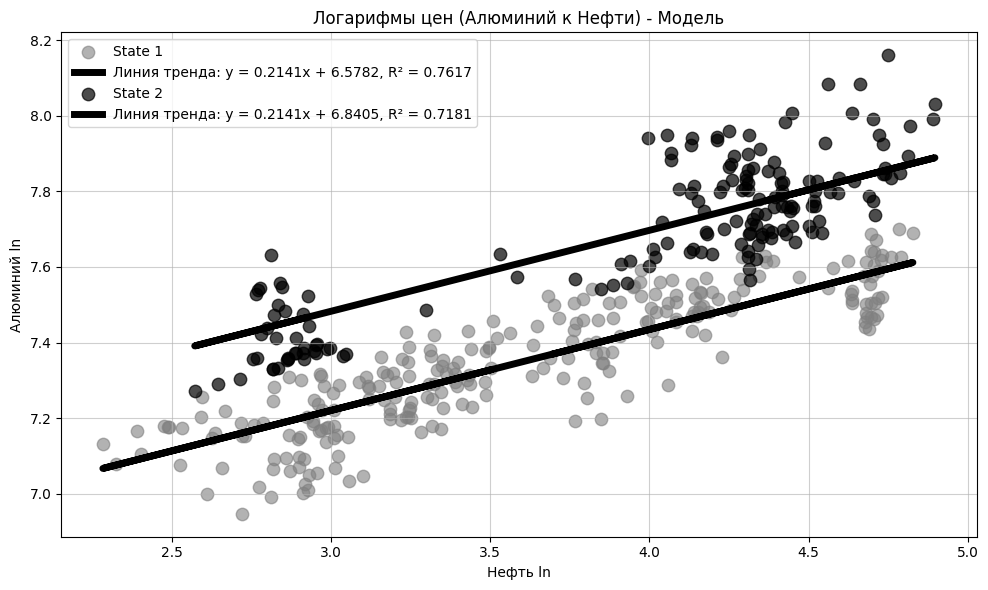 Логарифмы цен (Алюминий к Нефти) - Модель
State 1
Линия тренда: y = 0.2141x + 6.5782, R² = 0.7617
State 2
Линия тренда: y = 0.2141x + 6.8405, R² = 0.7181
Алюминий ln
8.2
8.0
7.8
7.6
7.4
7.2
7.0
2.5
3.0
3.5
4.0
4.5
5.0
Нефть ln